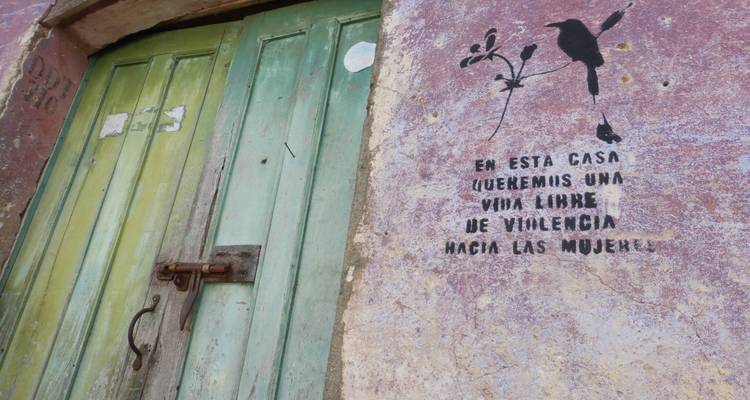 EN ESTA CASA
QUEREMOS UNA
VIDA LIBRE
DE VIOLENCIA
HACIA LAS MUJERES